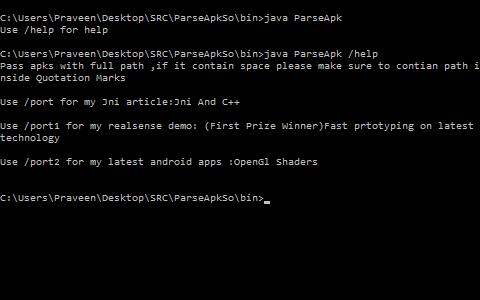 C:\Users\Praveen\Desktop\SRC\ParseApkSo\bin>java ParseApk
Use /help for help
C:\Users\Praveen\Desktop\SRC\ParseApkSo\bin>java ParseApk /help
Pass apks with full path ,if it contain space please make sure to contian path i
nside Quotation Marks
Use /port for my Jni article:Jni And C++
Use /port1 for my realsense demo: (First Prize Winner)Fast prtotyping on latest
technology
Use /port2 for my latest android apps :OpenGl Shaders
C:\Users\Praveen\Desktop\SRC\ParseApkSo\bin>